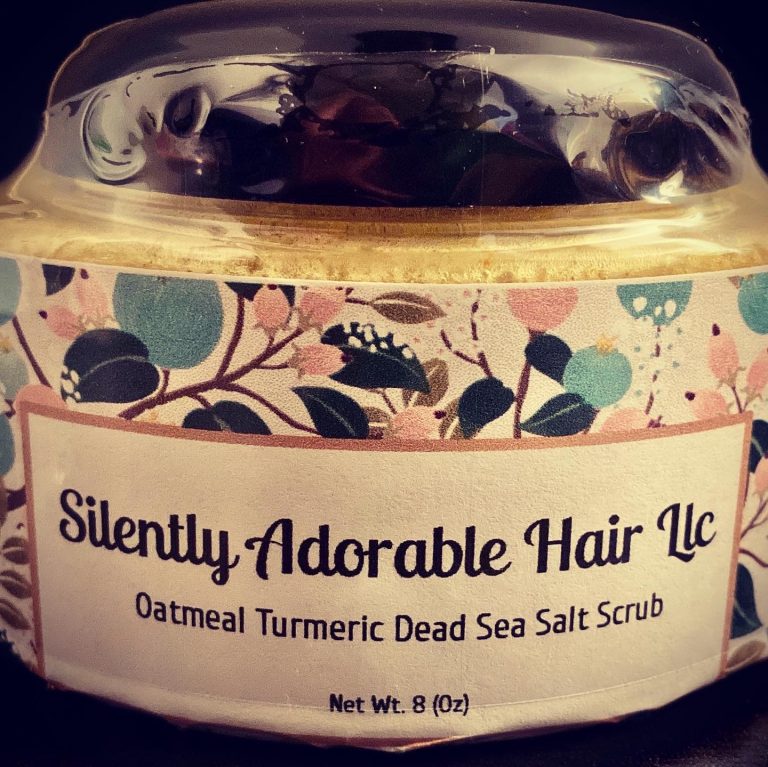 Silently Adorable Hair Llc
Oatmeal Turmeric Dead Sea Salt Scrub
Net Wt. 8 (Oz)